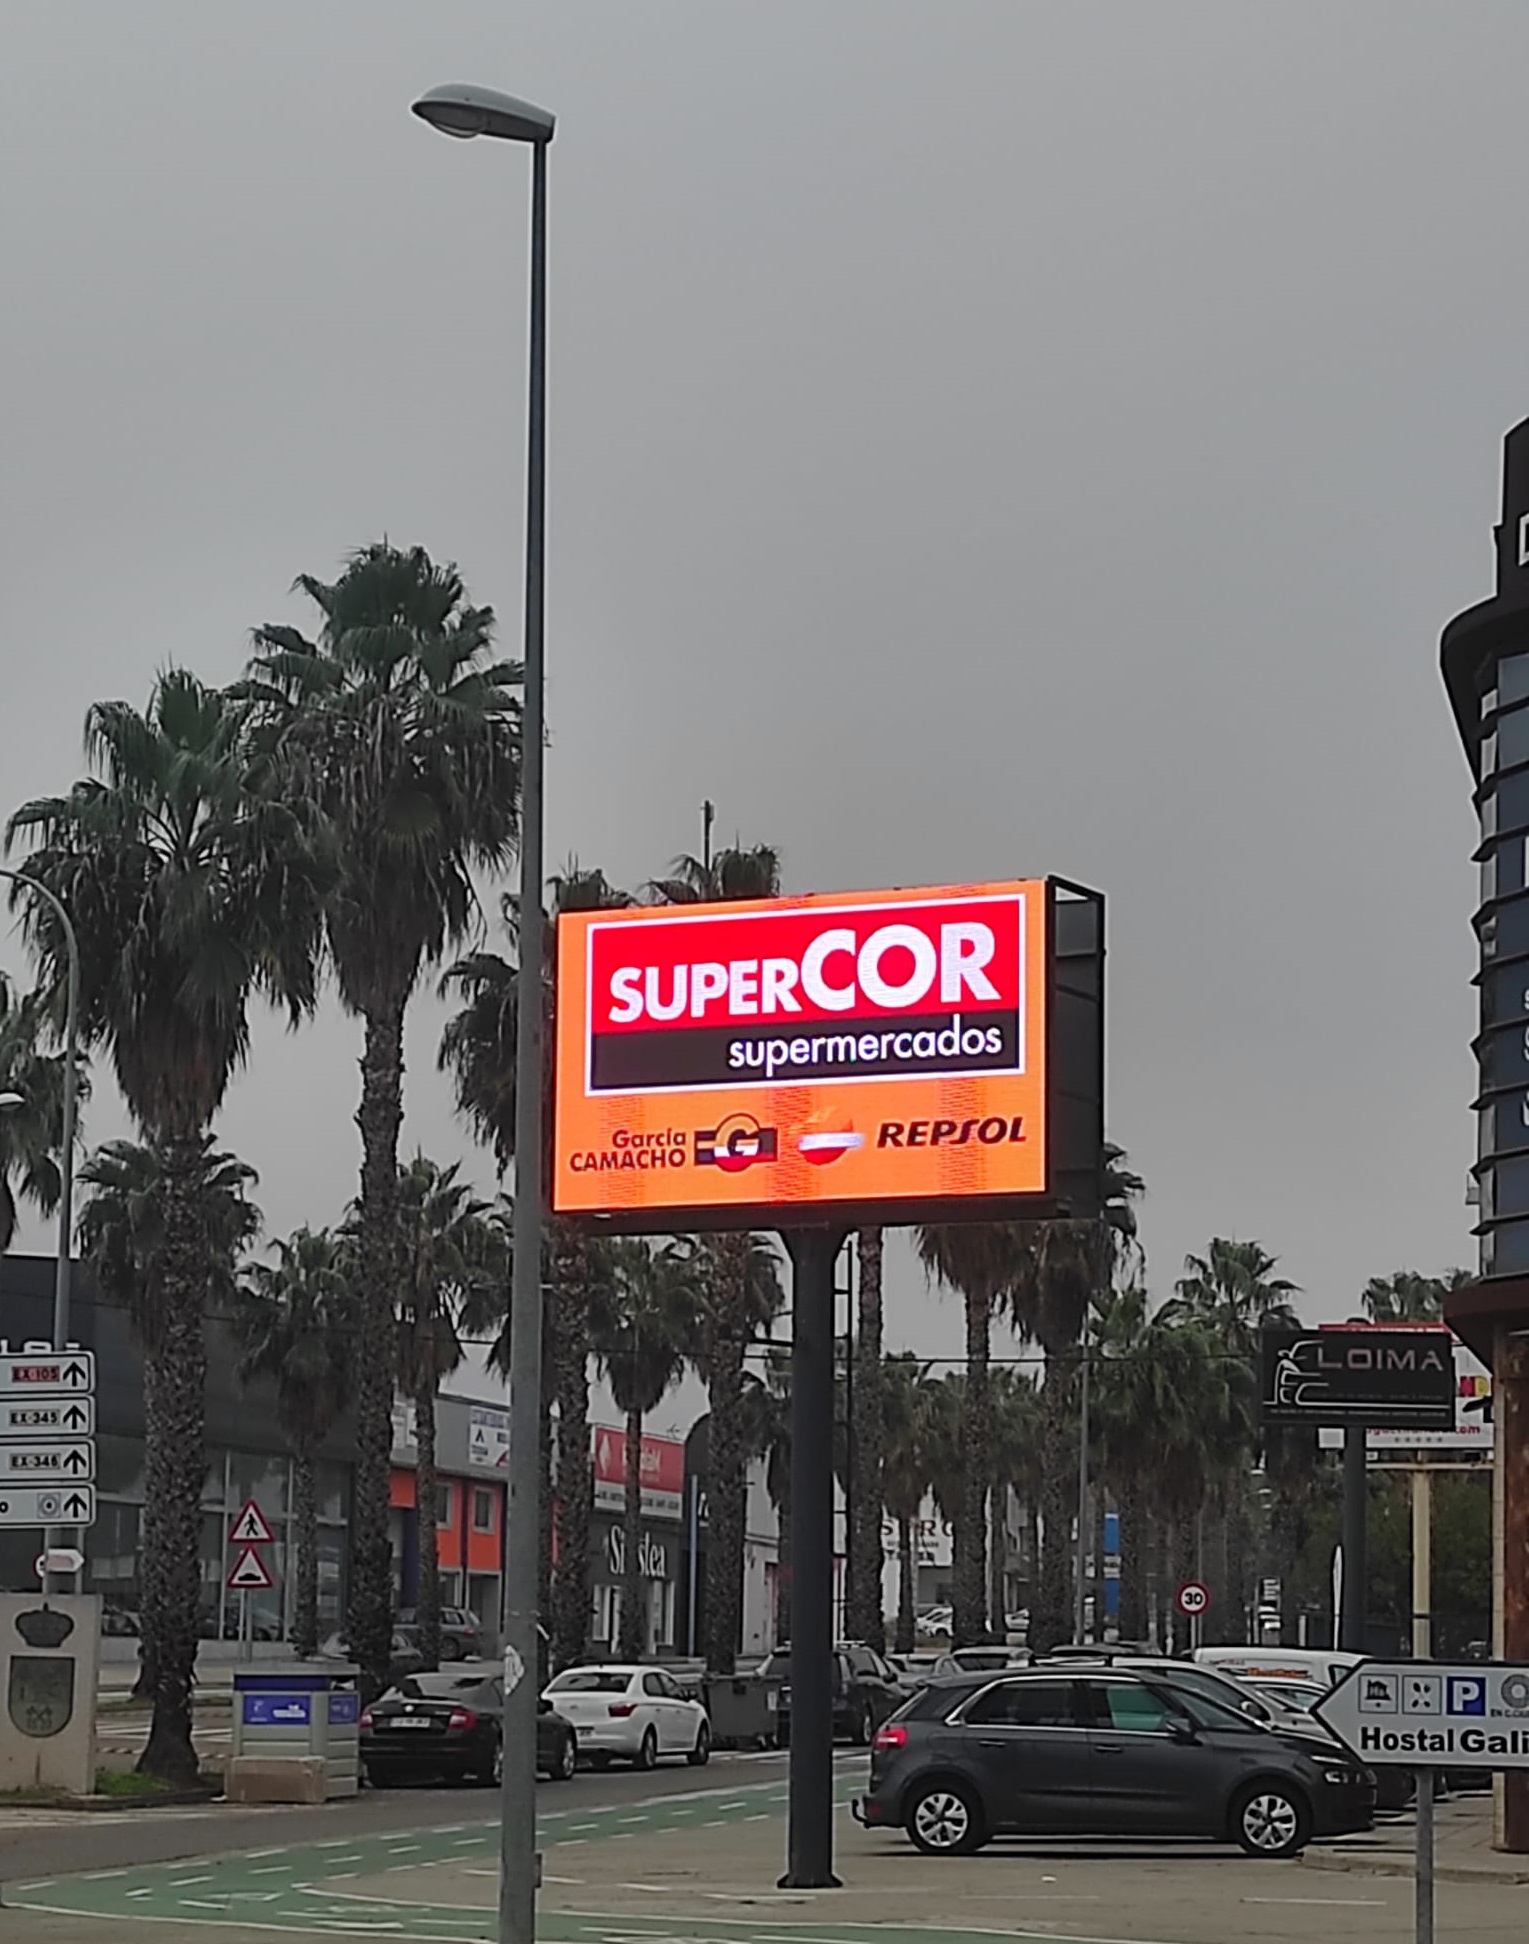 SUPERCOR
supermercados
García
CAMACHO
G
REPSOL
EX-105
EX-345
EX-346
LOIMA
30
P
Hostal Gali